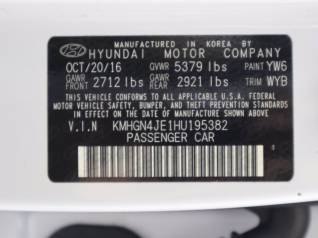 MANUFACTURED IN KOREA BY
HYUNDAI MOTOR COMPANY
OCT/20/16 GVWR 5379 lbs PAINT YW6
GAWR FRONT 2712 lbs GAWR REAR 2921 lbs TRIM WYB
THIS VEHICLE CONFORMS TO ALL APPLICABLE
U.S. FEDERAL MOTOR VEHICLE SAFETY, BUMPER, AND THEFT
PREVENTION STANDARDS IN EFFECT ON THE DATE OF
MANUFACTURE SHOWN ABOVE.
V.I.N KMHGN4JE1HU195382
PASSENGER CAR